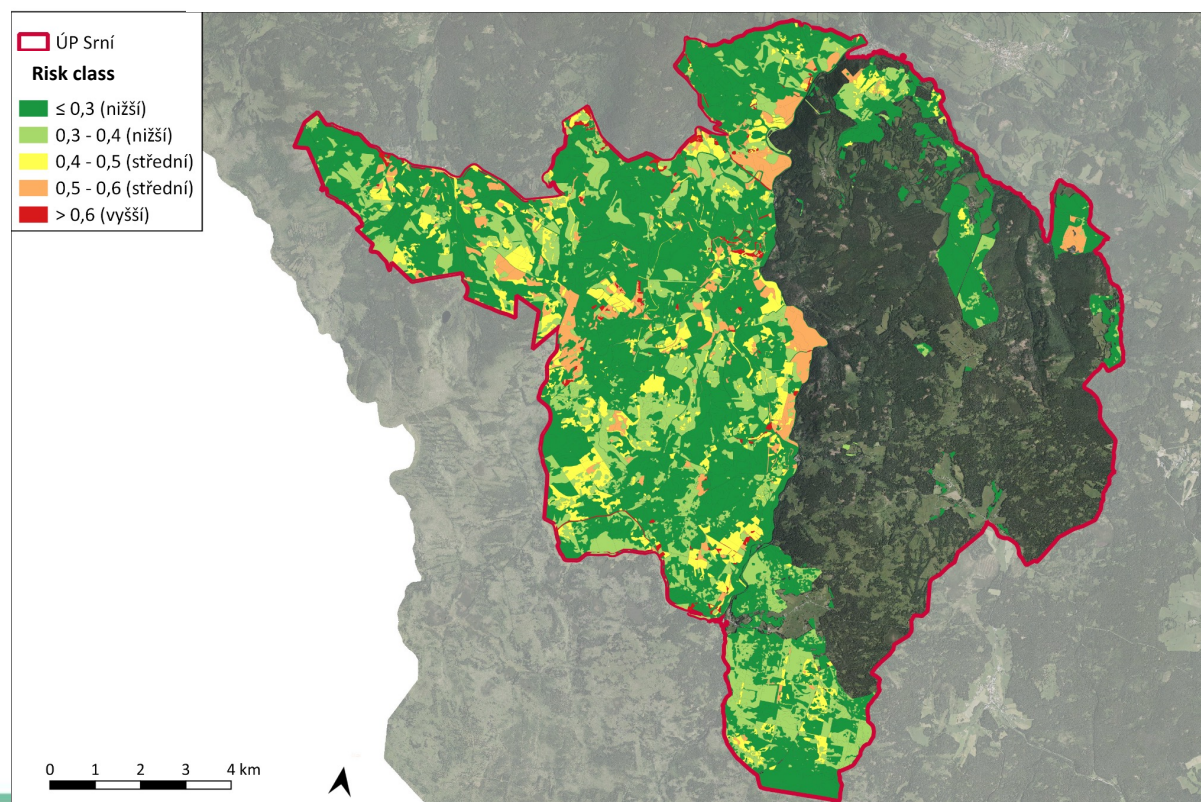 ÚP Srní
Risk class
≤ 0,3 (nižší)
0,3 - 0,4 (nižší)
0,4 - 0,5 (střední)
0,5 - 0,6 (střední)
> 0,6 (vyšší)
0 1 2 3 4 km